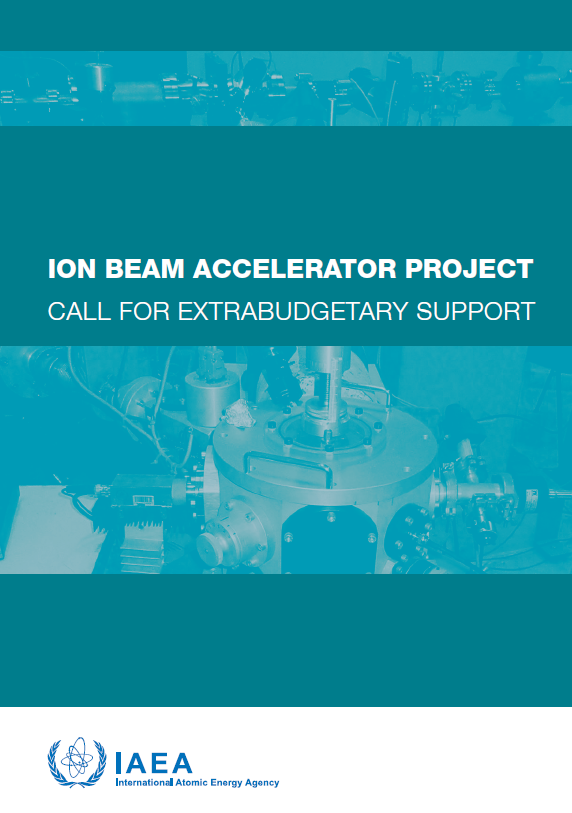 ION BEAM ACCELERATOR PROJECT
CALL FOR EXTRABUDGETARY SUPPORT
IAEA
International Atomic Energy Agency